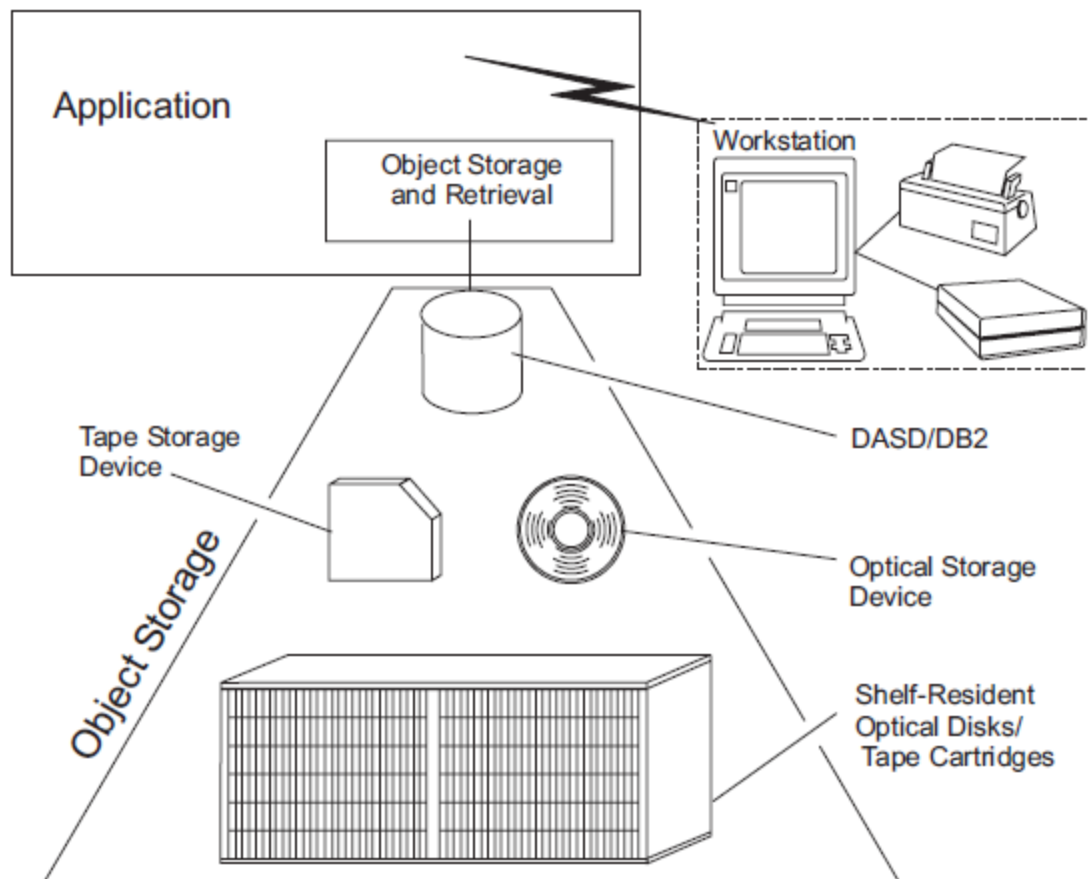 Application
Object Storage
and Retrieval
Workstation
Tape Storage
Device
DASD/DB2
Object Storage
Optical Storage
Device
Shelf-Resident
Optical Disks/
Tape Cartridges